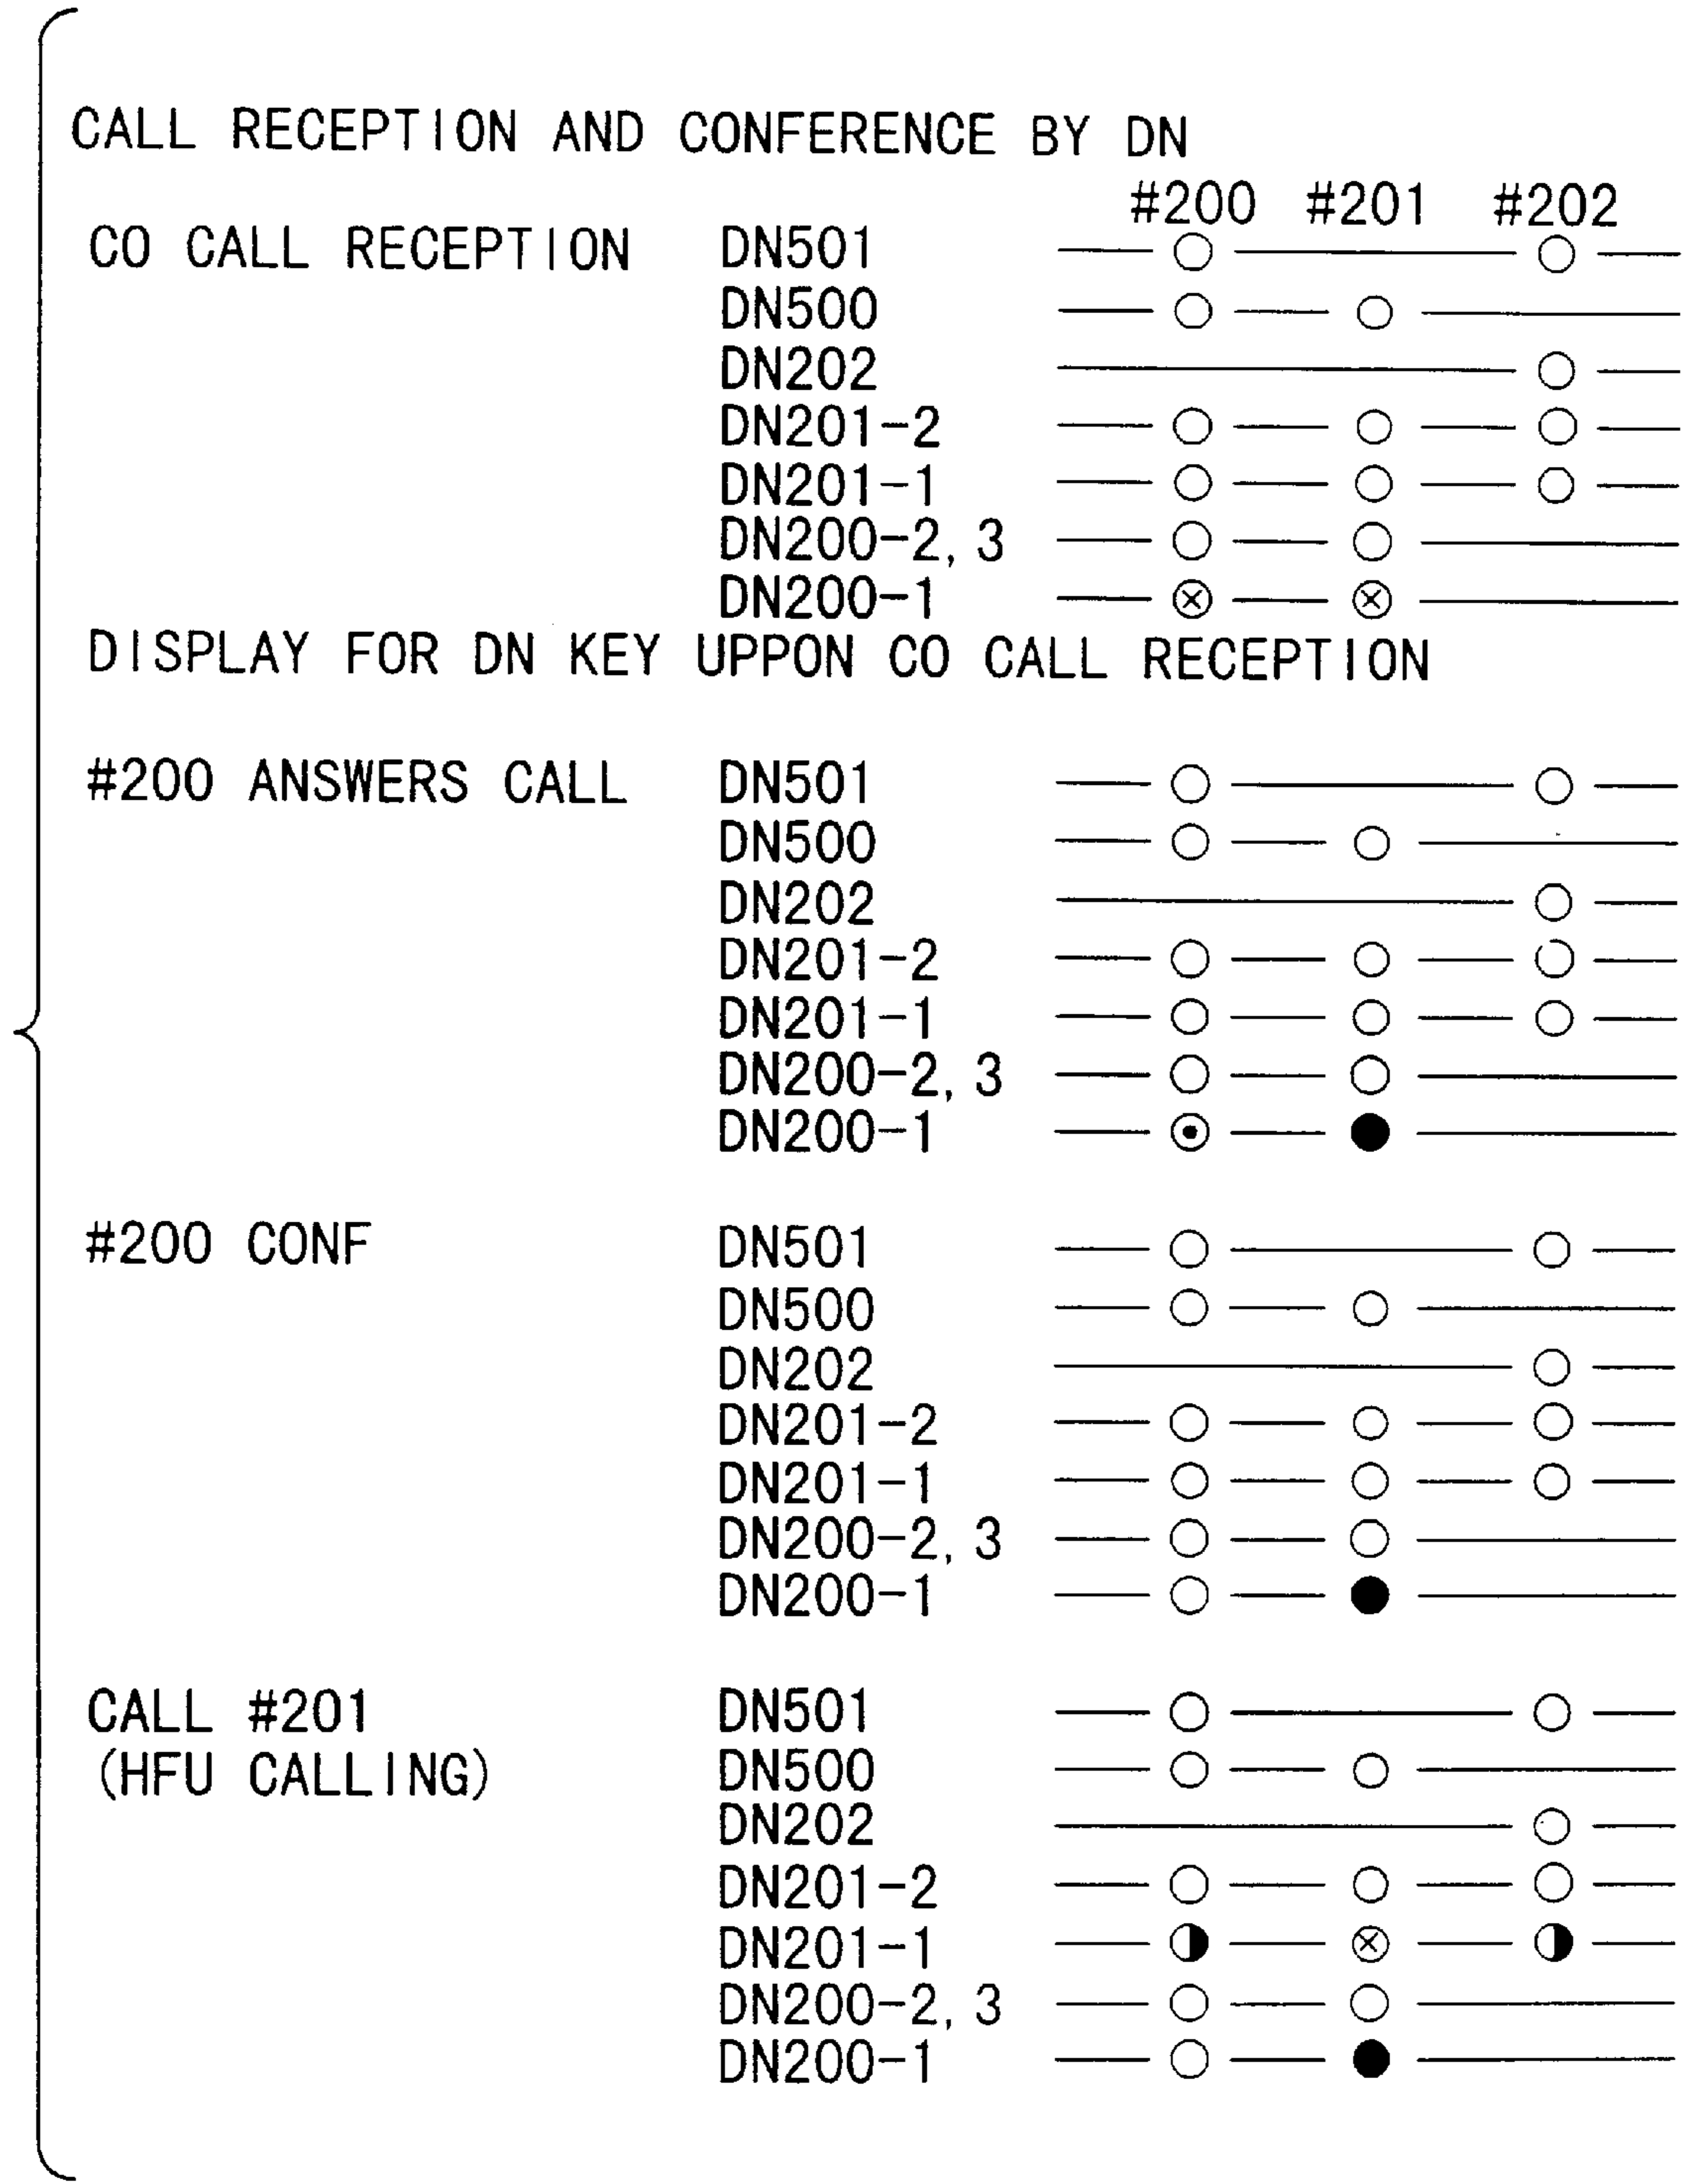 CALL RECEPTION AND CONFERENCE BY DN
#200 #201 #202
CO CALL RECEPTION DN501
DN500
DN202
DN201-2
DN201-1
DN200-2, 3
DN200-1
DISPLAY FOR DN KEY UPPON CO CALL RECEPTION
#200 ANSWERS CALL DN501
DN500
DN202
DN201-2
DN201-1
DN200-2, 3
DN200-1
#200 CONF DN501
DN500
DN202
DN201-2
DN201-1
DN200-2, 3
DN200-1
CALL #201 DN501
(HFU CALLING) DN500
DN202
DN201-2
DN201-1
DN200-2, 3
DN200-1